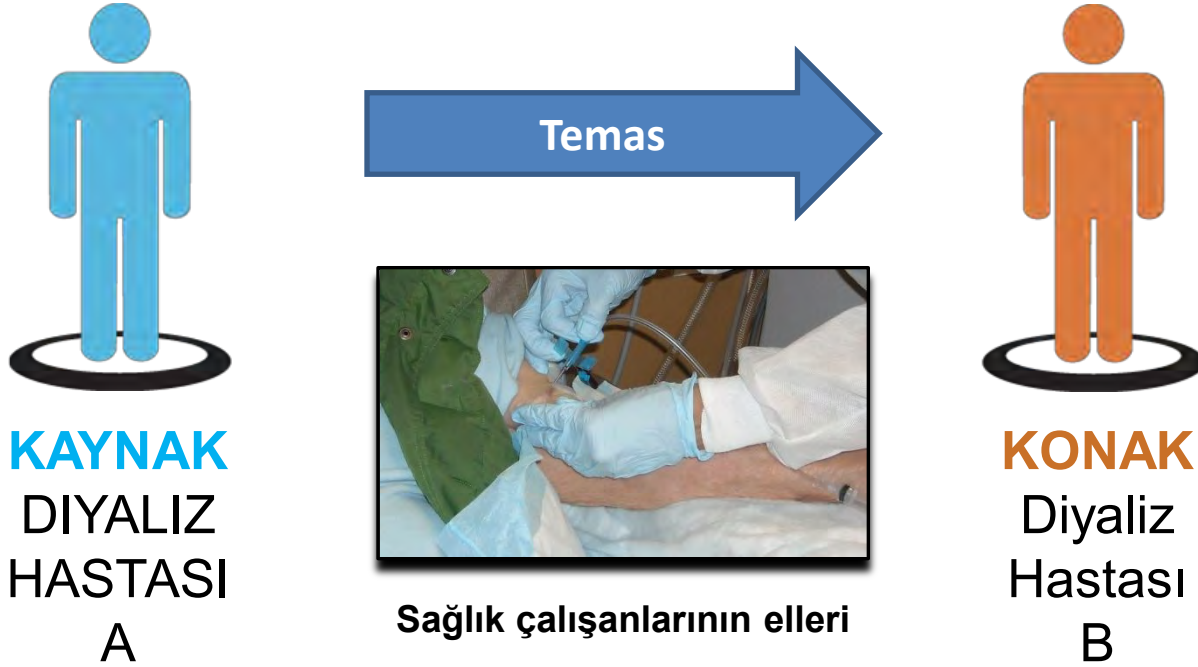 Temas
KAYNAK
DIYALIZ
HASTASI
A
Sağlık çalışanlarının elleri
KONAK
Diyaliz
Hastası
B